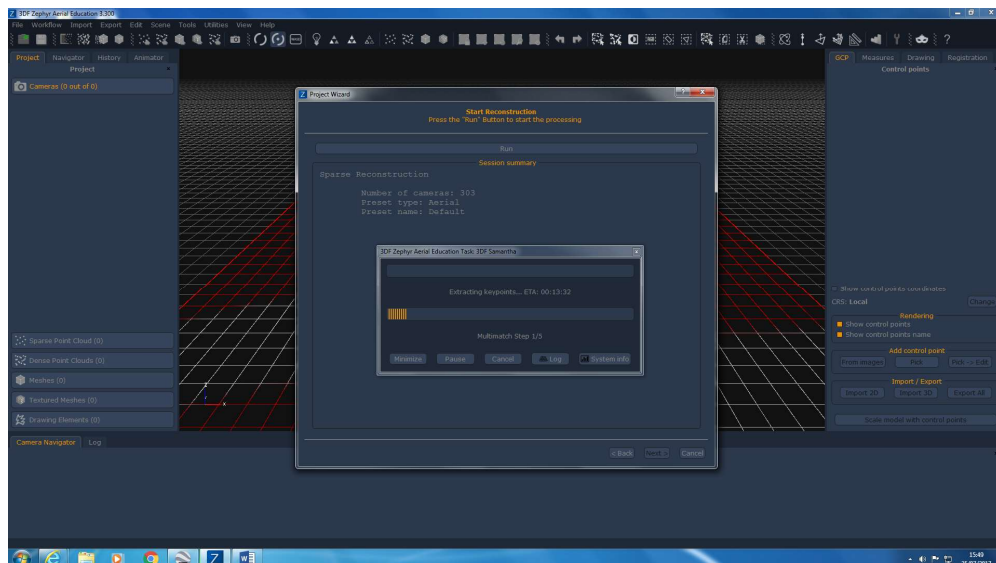 3DF Zephyr Aerial Education 3.300
File Workflow Import Export Edit Scene Tools Utilities View Help
Project Navigator History Animator
Project
Cameras (0 out of 0)
Sparse Point Cloud (0)
Dense Point Clouds (0)
Meshes (0)
Textured Meshes (0)
Drawing Elements (0)
Camera Navigator Log
Project Wizard
Start Reconstruction
Press the "Run" Button to start the processing
Run
Session summary
Sparse Reconstruction
Number of cameras: 303
Preset type: Aerial
Preset name: Default
3DF Zephyr Aerial Education Task: 3DF Samantha
Extracting keypoints... ETA: 00:13:32
Multimatch Step 1/5
Minimize Pause Cancel Log System info
< Back Next > Cancel
GCP Measures Drawing Registration
Control points
Show control points coordinates
CRS: Local Change
Rendering
Show control points
Show control points name
Add control point
From images Pick Pick -> Edit
Import / Export
Import 2D Import 3D Export All
Scale model with control points
z
x
15:49